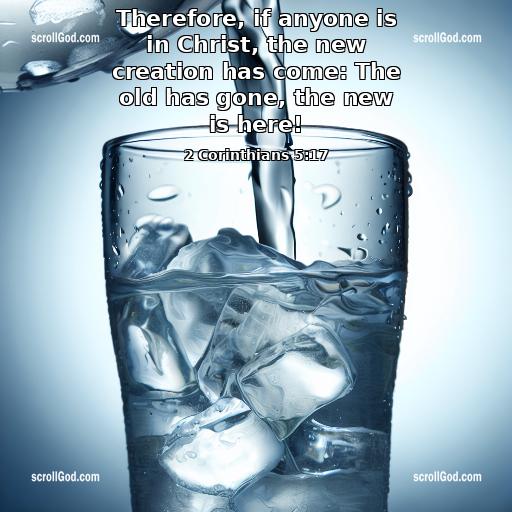 Therefore, if anyone is
in Christ, the new
creation has come: The
old has gone, the new
is here!
2 Corinthians 5:17
scrollGod.com
scrollGod.com
scrollGod.com
scrollGod.com